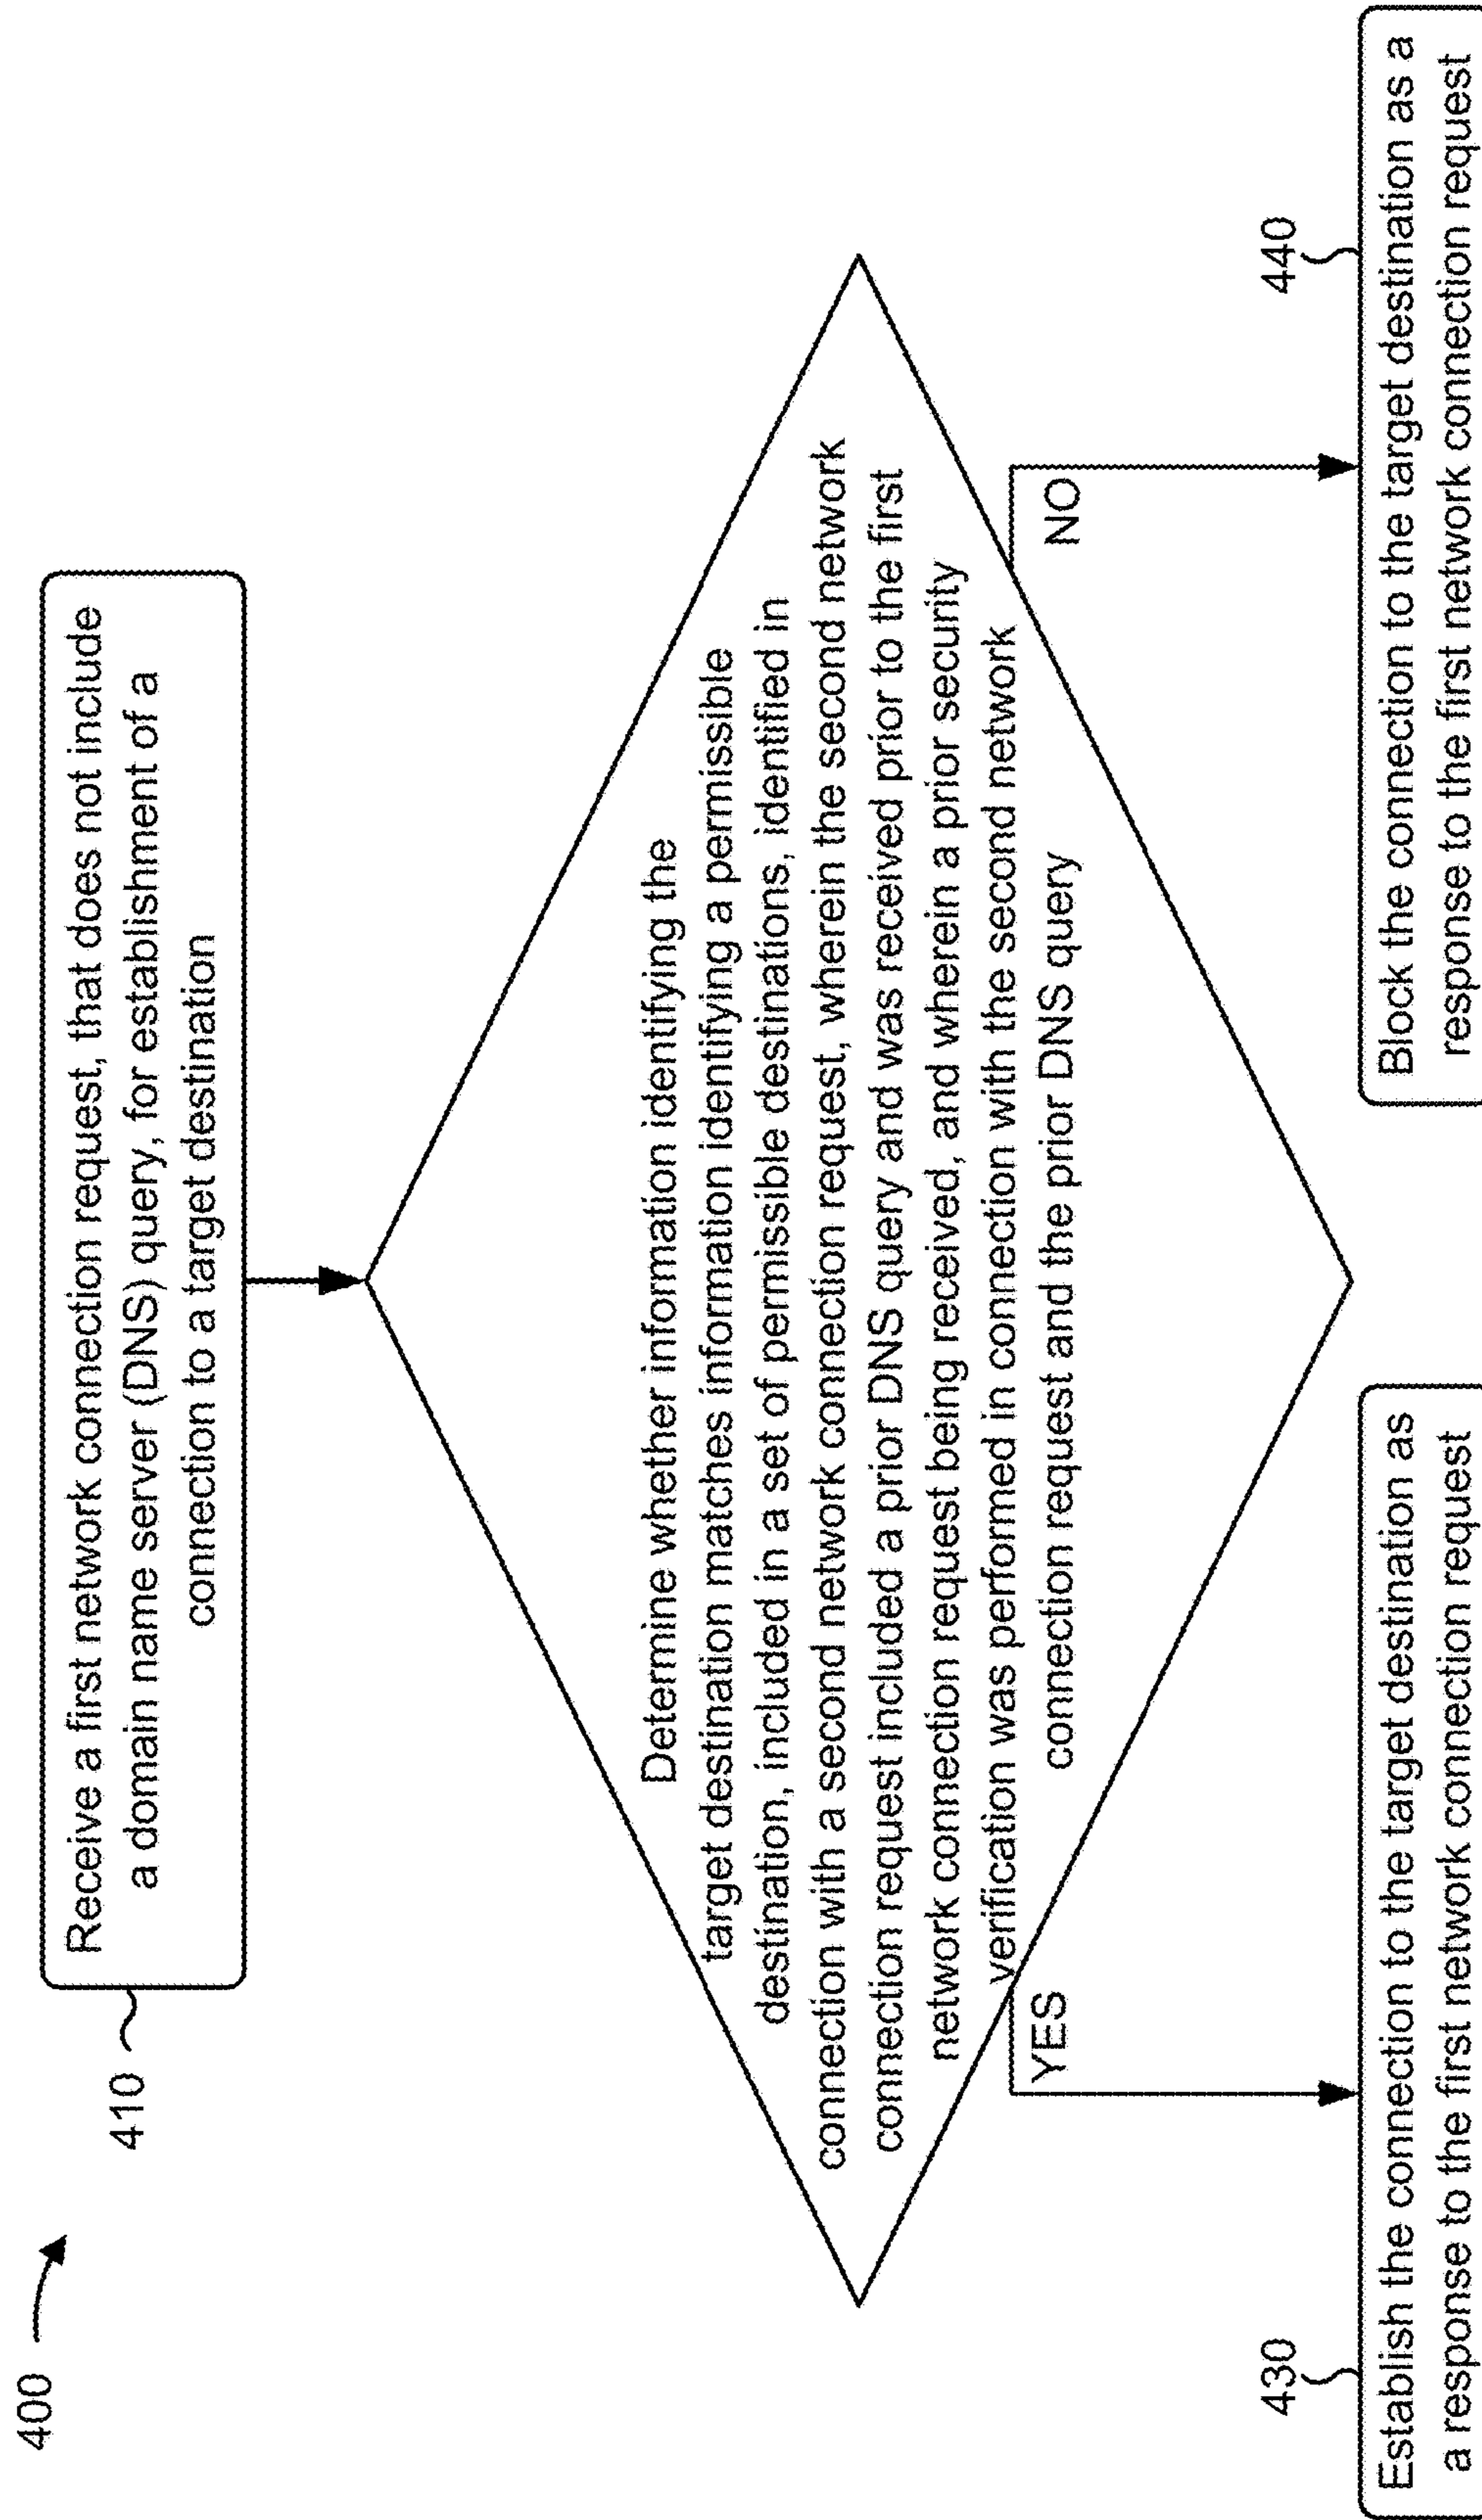 400
410
Receive a first network connection request, that does not include
a domain name server (DNS) query, for establishment of a
connection to a target destination
Determine whether information identifying the
target destination matches information identifying a permissible
destination, included in a set of permissible destinations, identified in
connection with a second network connection request, wherein the second network
connection request included a prior DNS query and was received prior to the first
network connection request being received, and wherein a prior security
verification was performed in connection with the second network
connection request and the prior DNS query
YES
NO
430
Establish the connection to the target destination as
a response to the first network connection request
440
Block the connection to the target destination as a
response to the first network connection request